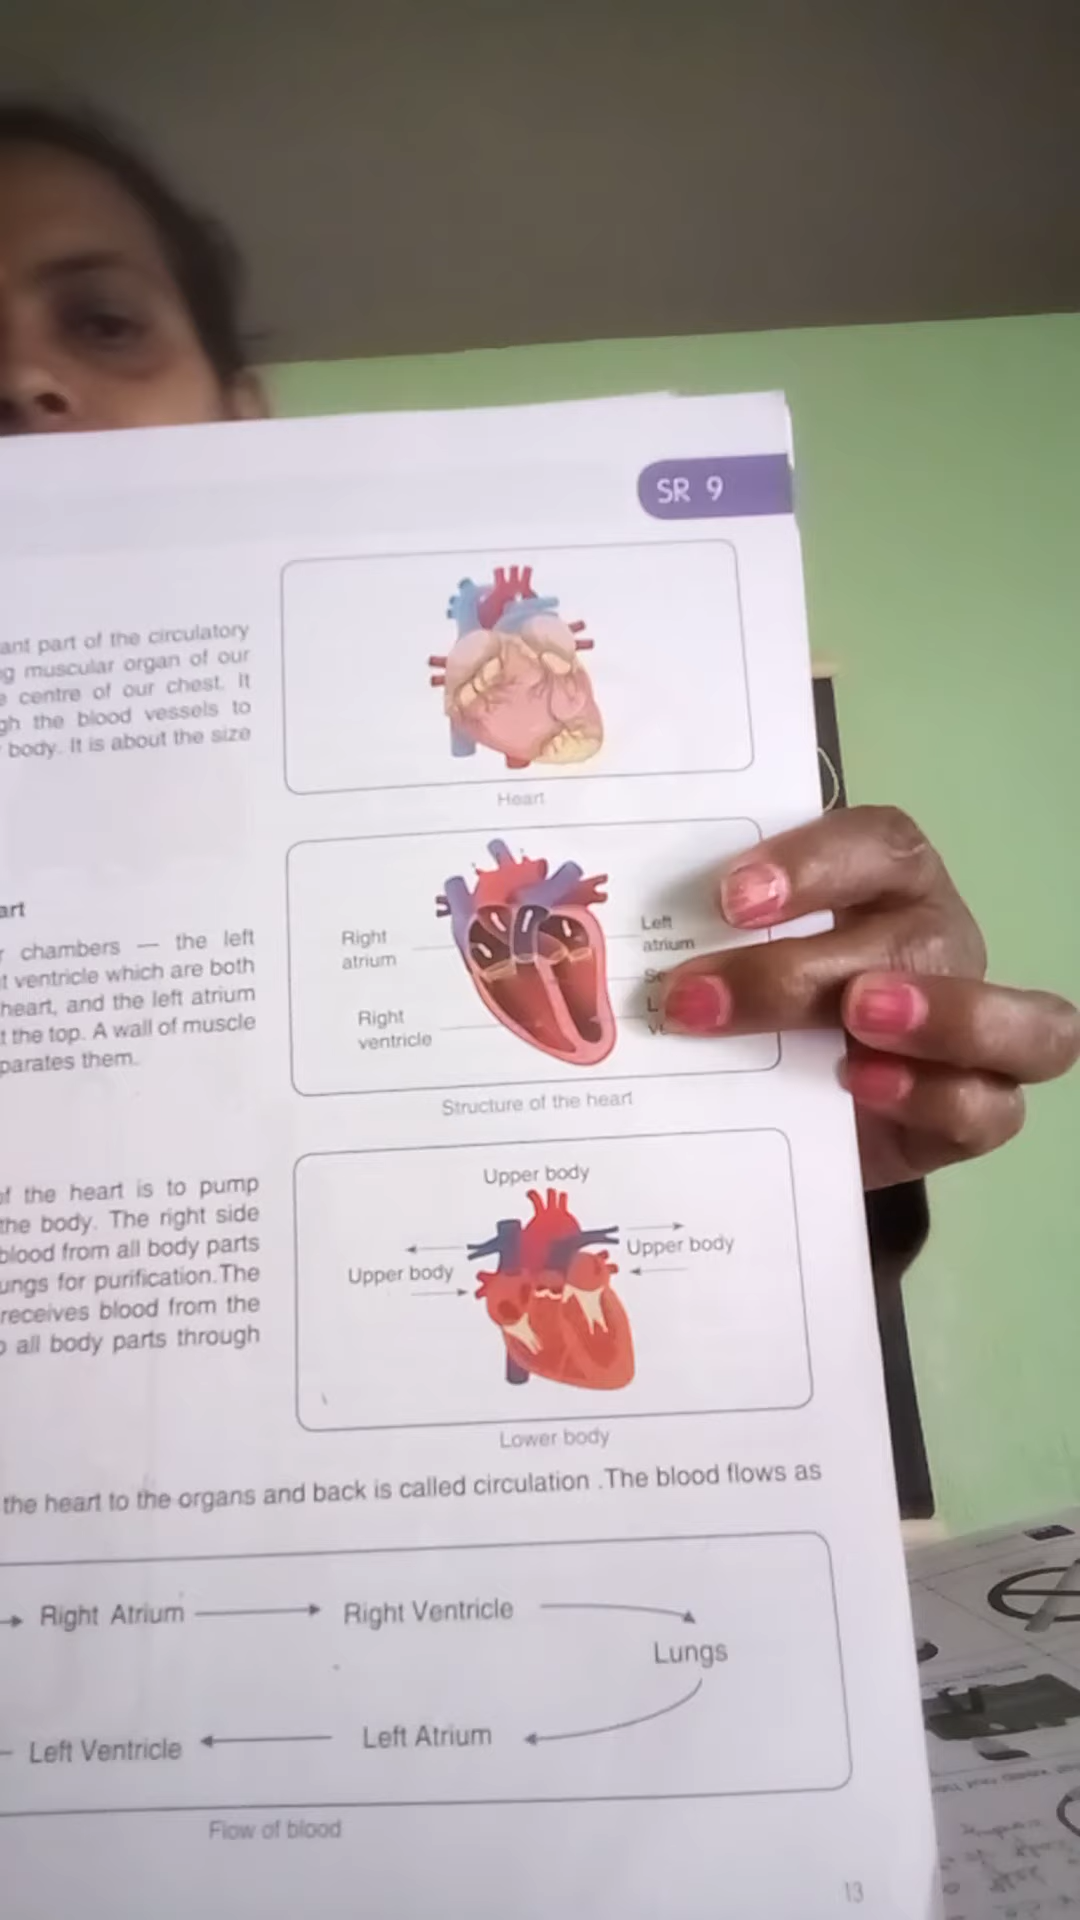 SR 9
ant part of the circulatory
g muscular organ of our
centre of our chest. It
gh the blood vessels to
body. It is about the size
Heart
art
chambers — the left
t ventricle which are both
heart, and the left atrium
t the top. A wall of muscle
parates them.
Right
atrium
Left
atrium
Se
L
Right
ventricle
ve
Structure of the heart
of the heart is to pump
the body. The right side
blood from all body parts
ungs for purification.The
receives blood from the
o all body parts through
Upper body
Upper body
Upper body
Lower body
the heart to the organs and back is called circulation .The blood flows as
Right Atrium
Right Ventricle
Lungs
Left Ventricle
Left Atrium
Flow of blood
13